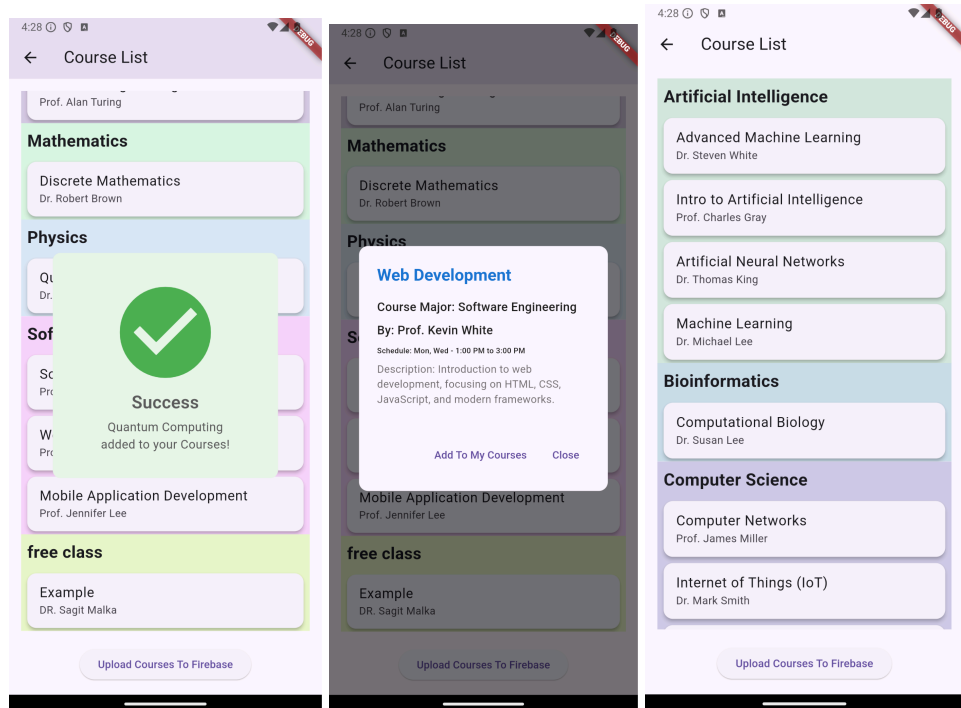 4:28
Course List
Prof. Alan Turing
Mathematics
Discrete Mathematics
Dr. Robert Brown
Physics
Qu
Dr.
Sof
Sc
Pro
W
Pro
Success
Quantum Computing
added to your Courses!
Mobile Application Development
Prof. Jennifer Lee
free class
Example
DR. Sagit Malka
Upload Courses To Firebase
4:28
Course List
Prof. Alan Turing
Mathematics
Discrete Mathematics
Dr. Robert Brown
Physics
S
Web Development
Course Major: Software Engineering
By: Prof. Kevin White
Schedule: Mon, Wed - 1:00 PM to 3:00 PM
Description: Introduction to web
development, focusing on HTML, CSS,
JavaScript, and modern frameworks.
Add To My Courses Close
Mobile Application Development
Prof. Jennifer Lee
free class
Example
DR. Sagit Malka
Upload Courses To Firebase
4:28
Course List
Artificial Intelligence
Advanced Machine Learning
Dr. Steven White
Intro to Artificial Intelligence
Prof. Charles Gray
Artificial Neural Networks
Dr. Thomas King
Machine Learning
Dr. Michael Lee
Bioinformatics
Computational Biology
Dr. Susan Lee
Computer Science
Computer Networks
Prof. James Miller
Internet of Things (IoT)
Dr. Mark Smith
Upload Courses To Firebase